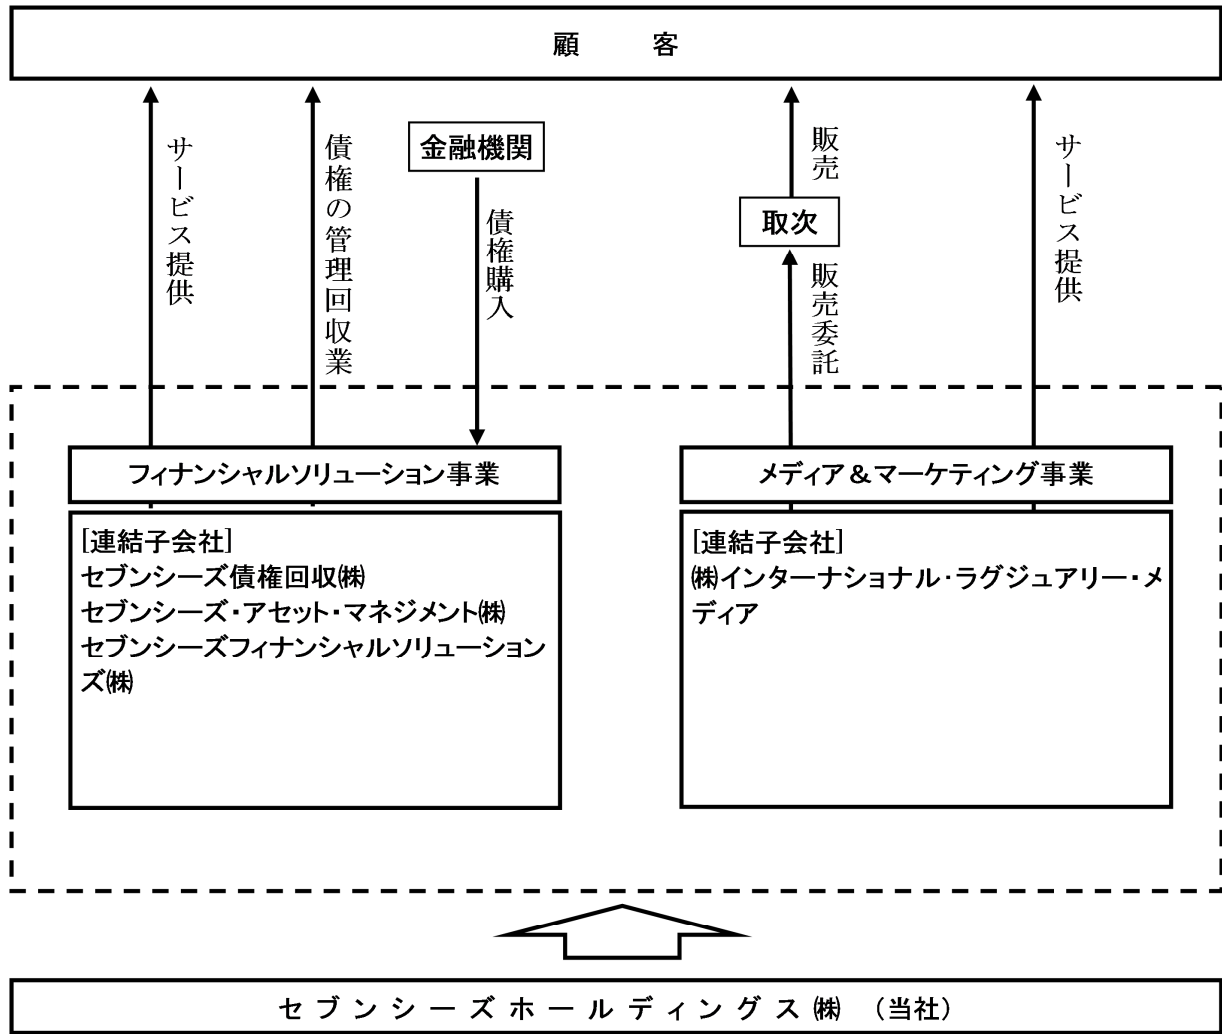 顧　客
サービス提供
債権の管理回収業
金融機関
債権購入
販売
取次
販売委託
サービス提供
フィナンシャルソリューション事業
[連結子会社]
セブンシーズ債権回収㈱
セブンシーズ・アセット・マネジメント㈱
セブンシーズフィナンシャルソリューション
ズ㈱
メディア＆マーケティング事業
[連結子会社]
㈱インターナショナル・ラグジュアリー・メ
ディア
セブンシーズホールディングス㈱　（当社）